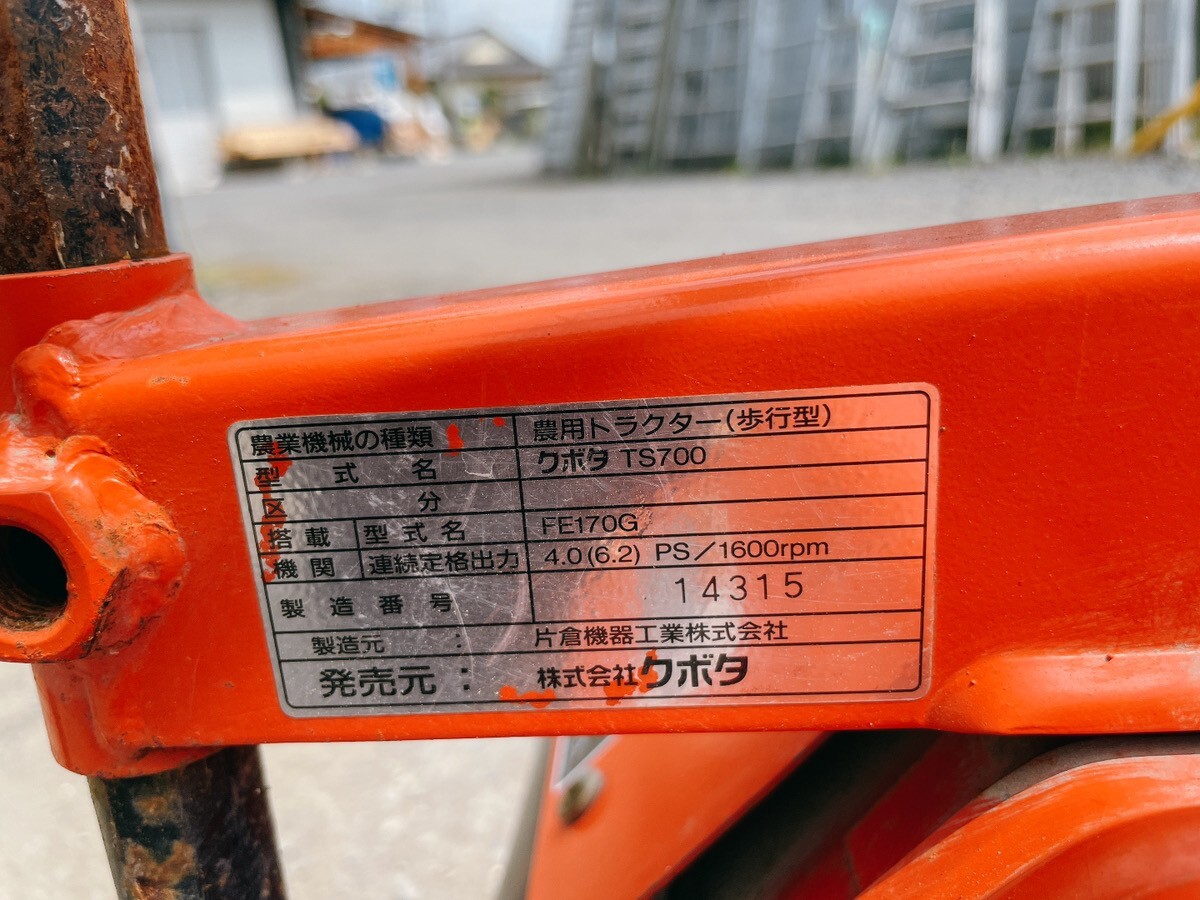 農業機械の種類 農用トラクター(歩行型)
型式名 クボタ TS700
区分
搭載機関 型式名 FE170G
連続定格出力 4.0(6.2) PS/1600rpm
製造番号 14315
製造元: 片倉機器工業株式会社
発売元: 株式会社クボタ